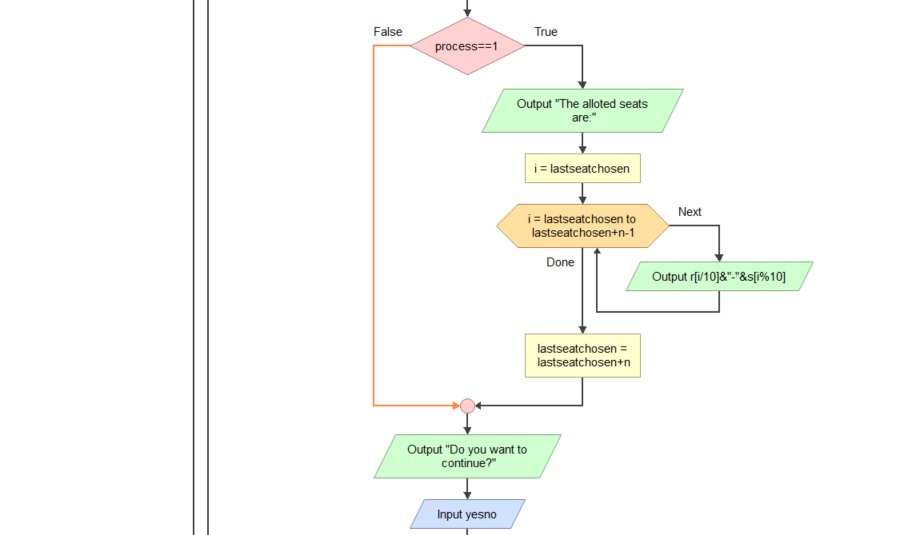 False
True
process==1
Output "The alloted seats
are:"
i = lastseatchosen
i = lastseatchosen to
lastseatchosen+n-1
Next
Done
Output r[i/10]&"-"&s[i%10]
lastseatchosen =
lastseatchosen+n
Output "Do you want to
continue?"
Input yesno